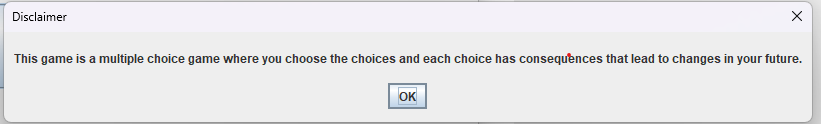 Disclaimer
This game is a multiple choice game where you choose the choices and each choice has consequences that lead to changes in your future.
OK